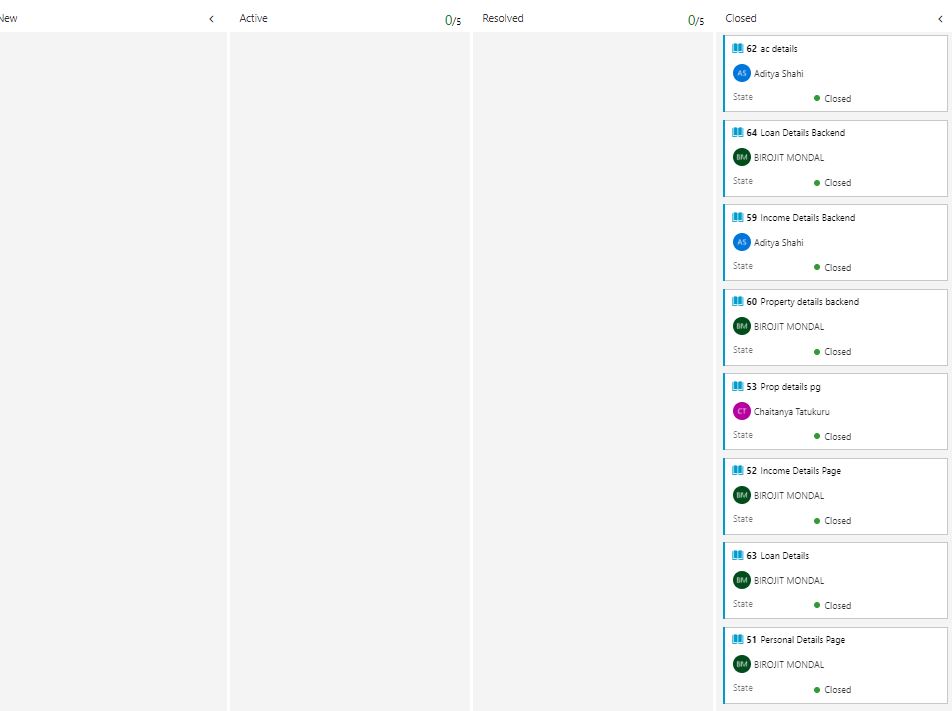 New
Active 0/5
Resolved 0/5
Closed
62 ac details
AS Aditya Shahi
State Closed
64 Loan Details Backend
BM BIROJIT MONDAL
State Closed
59 Income Details Backend
AS Aditya Shahi
State Closed
60 Property details backend
BM BIROJIT MONDAL
State Closed
53 Prop details pg
CT Chaitanya Tatukuru
State Closed
52 Income Details Page
BM BIROJIT MONDAL
State Closed
63 Loan Details
BM BIROJIT MONDAL
State Closed
51 Personal Details Page
BM BIROJIT MONDAL
State Closed